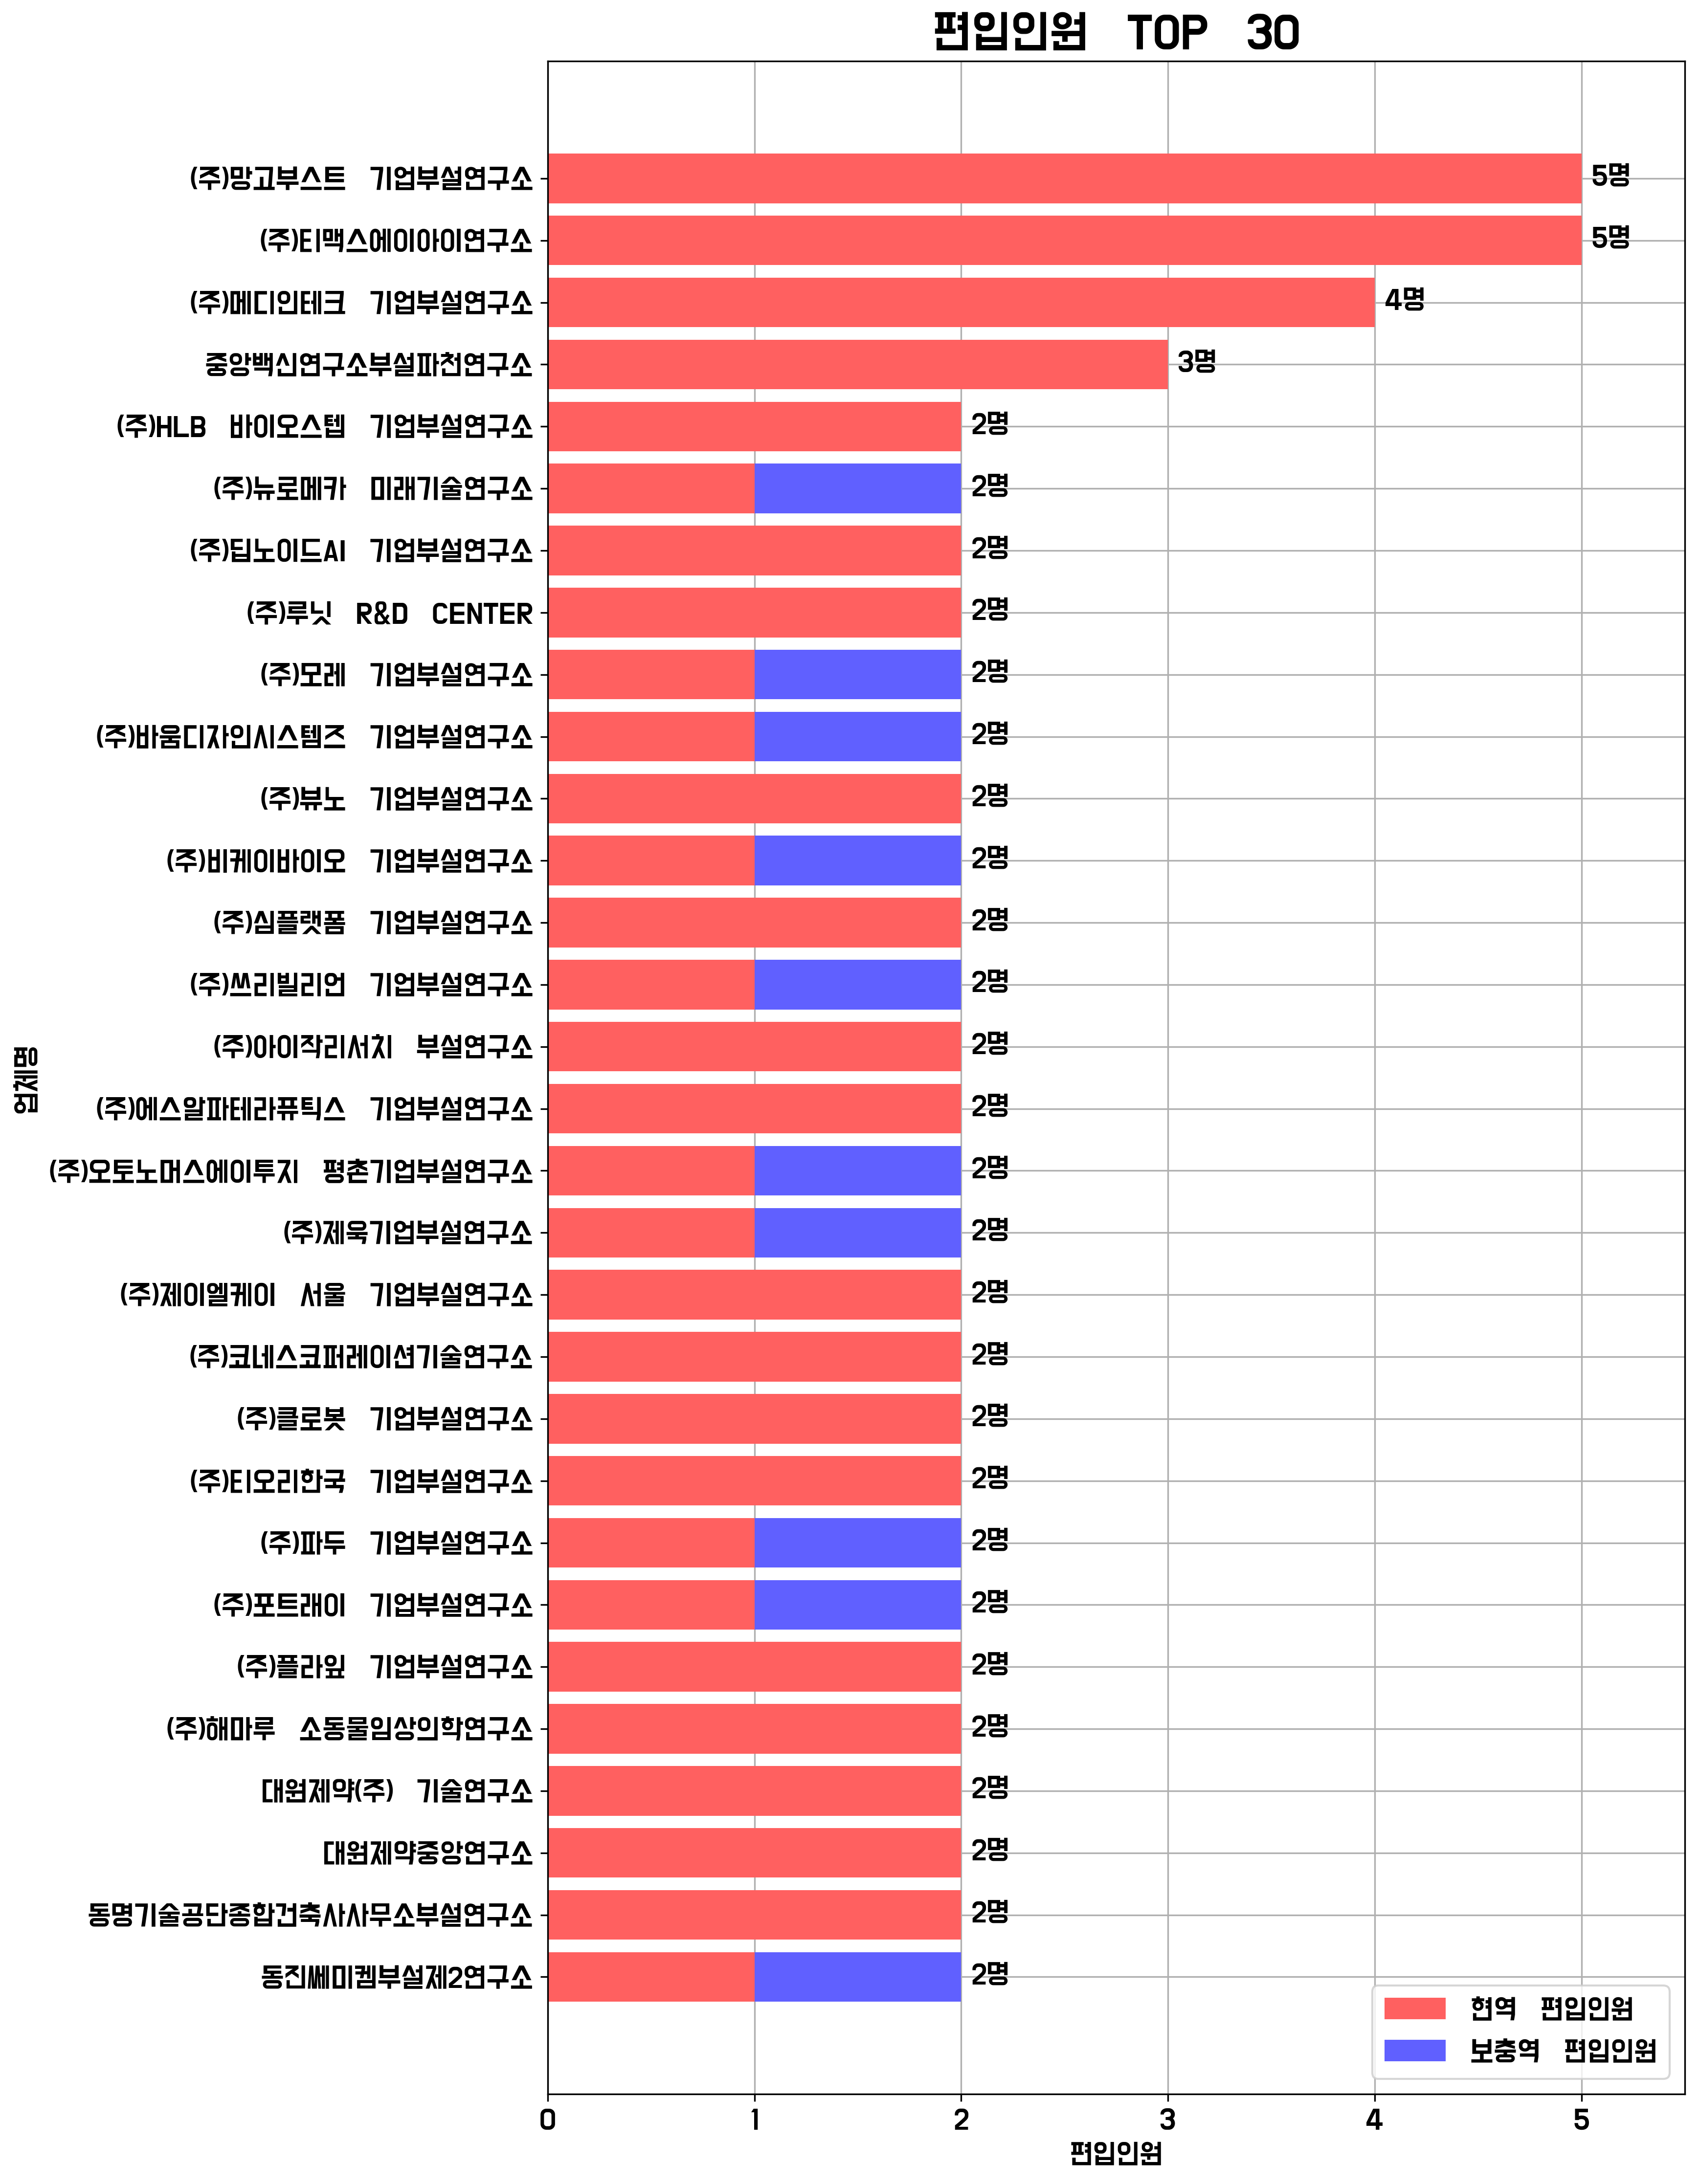 편입인원 TOP 30
(주)망고부스트 기업부설연구소 5명
(주)티맥스에이아이연구소 5명
(주)메디인테크 기업부설연구소 4명
중앙백신연구소부설파천연구소 3명
(주)HLB 바이오스텝 기업부설연구소 2명
(주)뉴로메카 미래기술연구소 2명
(주)딥노이드AI 기업부설연구소 2명
(주)루닛 R&D CENTER 2명
(주)모레 기업부설연구소 2명
(주)바움디자인시스템즈 기업부설연구소 2명
(주)뷰노 기업부설연구소 2명
(주)비케이바이오 기업부설연구소 2명
(주)심플랫폼 기업부설연구소 2명
(주)쓰리빌리언 기업부설연구소 2명
(주)아이작리서치 부설연구소 2명
(주)에스알파테라퓨틱스 기업부설연구소 2명
(주)오토노머스에이투지 평촌기업부설연구소 2명
(주)제욱기업부설연구소 2명
(주)제이엘케이 서울 기업부설연구소 2명
(주)코네스코퍼레이션기술연구소 2명
(주)클로봇 기업부설연구소 2명
(주)티오리한국 기업부설연구소 2명
(주)파두 기업부설연구소 2명
(주)포트래이 기업부설연구소 2명
(주)플라잎 기업부설연구소 2명
(주)해마루 소동물임상의학연구소 2명
대원제약(주) 기술연구소 2명
대원제약중앙연구소 2명
동명기술공단종합건축사사무소부설연구소 2명
동진쎄미켐부설제2연구소 2명
업체명
현역 편입인원
보충역 편입인원
0 1 2 3 4 5
편입인원